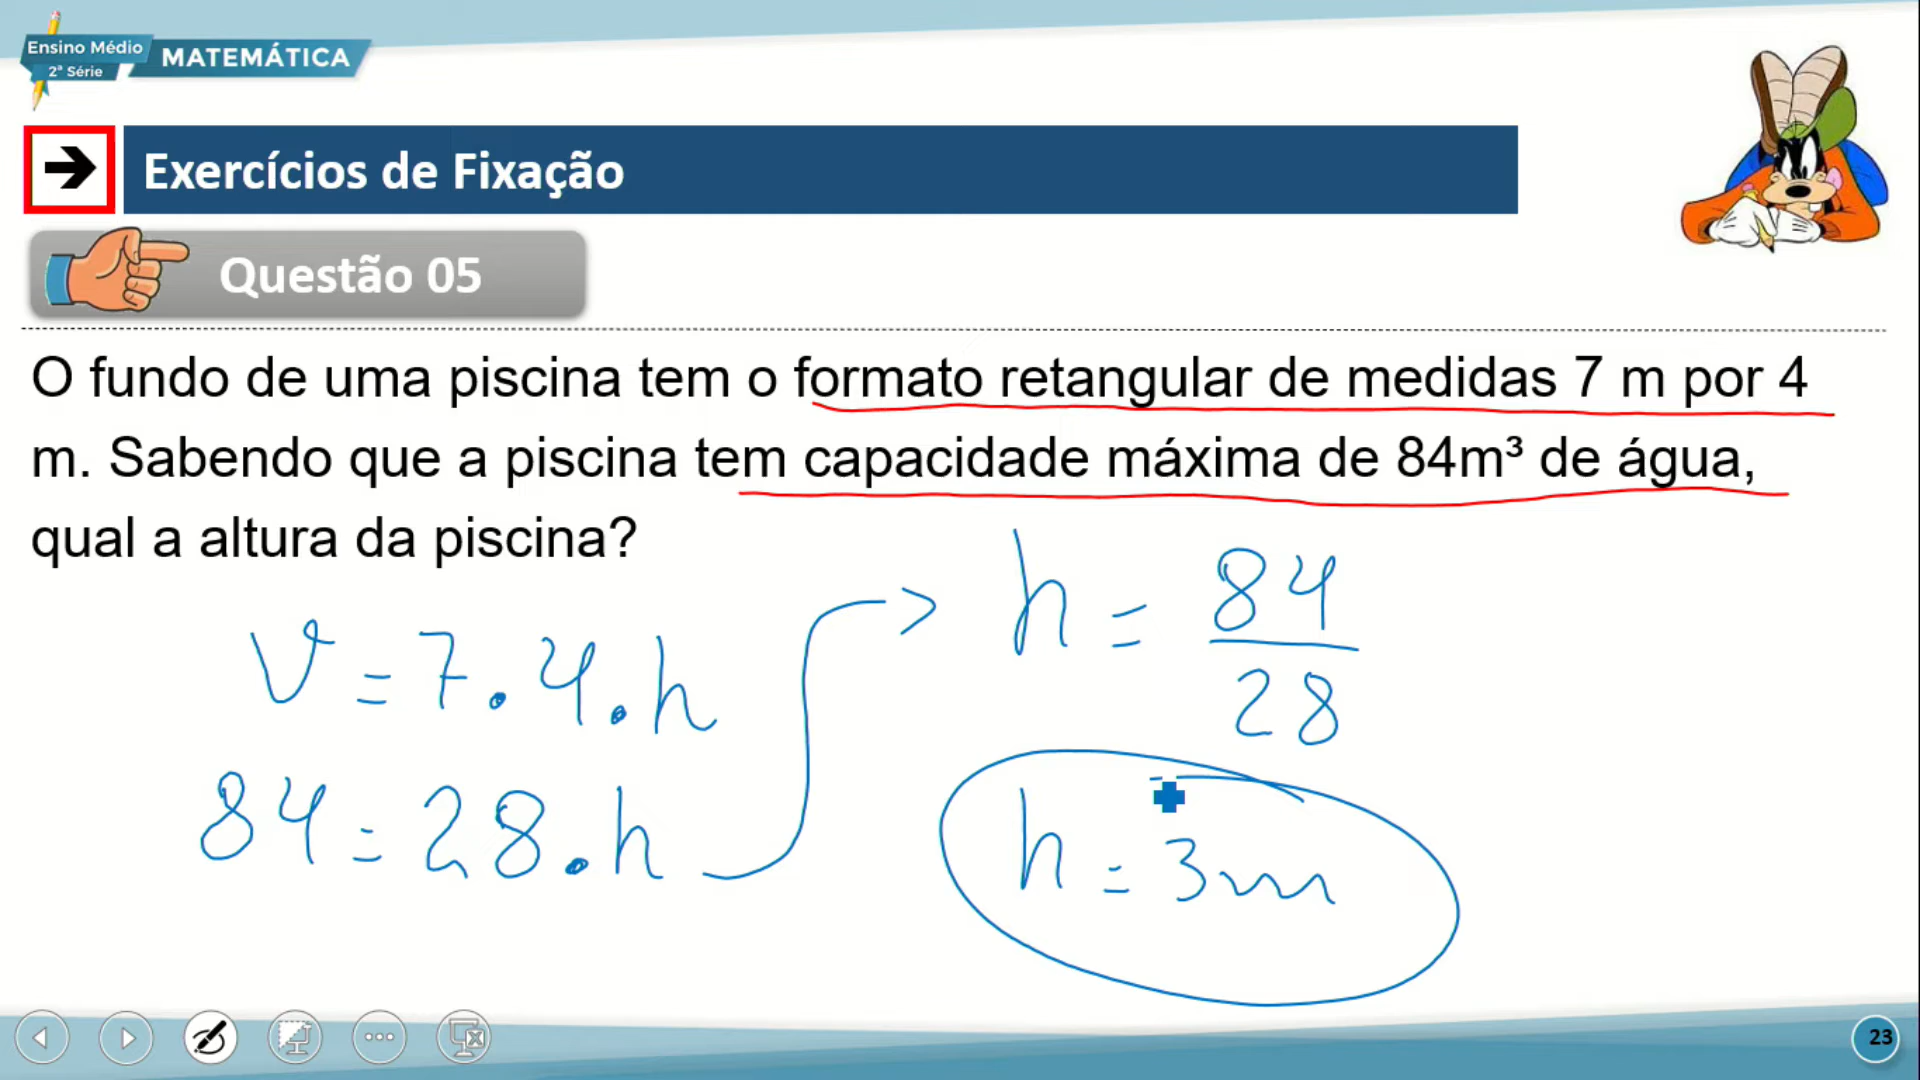 Ensino Médio
2ª Série
MATEMÁTICA
Exercícios de Fixação
Questão 05
O fundo de uma piscina tem o formato retangular de medidas 7 m por 4
m. Sabendo que a piscina tem capacidade máxima de 84m³ de água,
qual a altura da piscina?
V = 7 . 4 . h
84 = 28 . h
h = 84/28
h = 3m
23